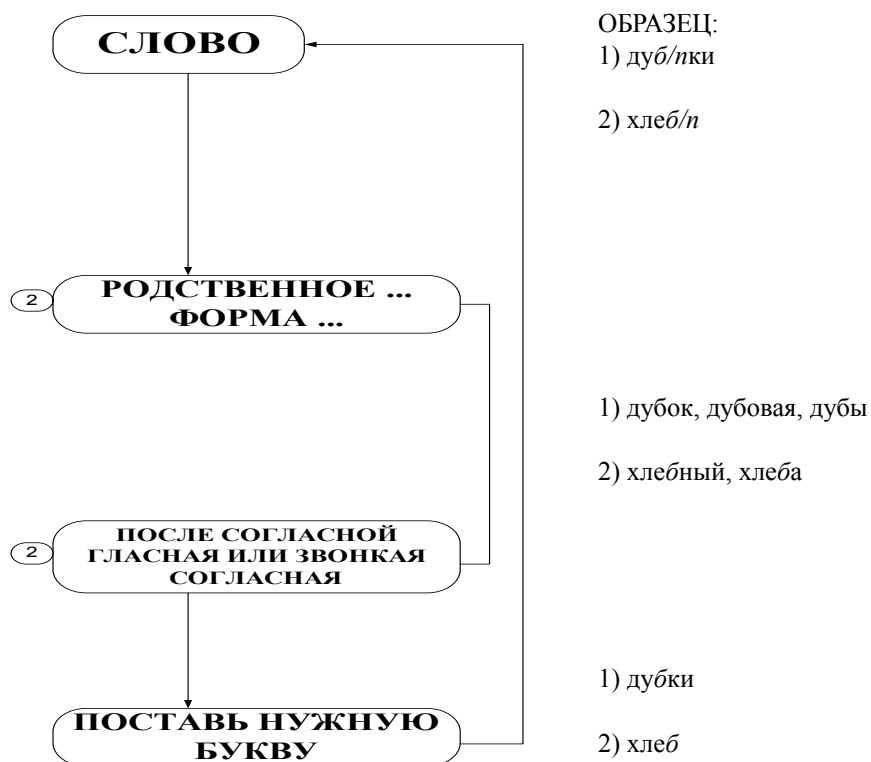 СЛОВО
ОБРАЗЕЦ:
1) дуб/пки
2) хлеб/п
2
РОДСТВЕННОЕ ...
ФОРМА ...
1) дубок, дубовая, дубы
2) хлебный, хлеба
2
ПОСЛЕ СОГЛАСНОЙ
ГЛАСНАЯ ИЛИ ЗВОНКАЯ
СОГЛАСНАЯ
ПОСТАВЬ НУЖНУЮ
БУКВУ
1) дубки
2) хлеб